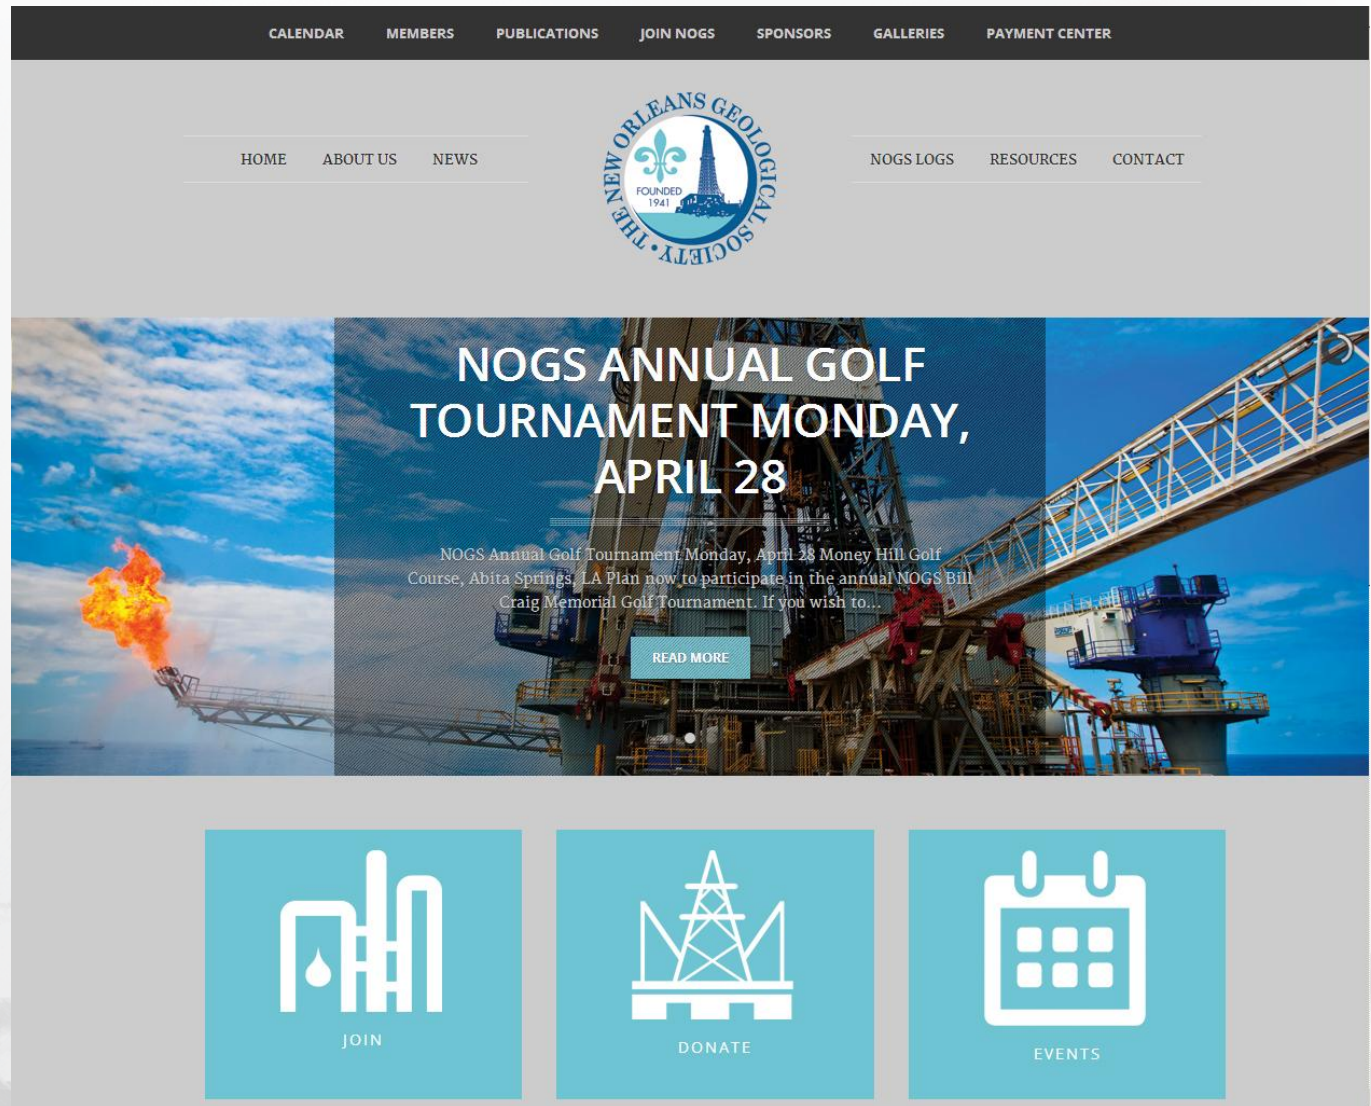 CALENDAR MEMBERS PUBLICATIONS JOIN NOGS SPONSORS GALLERIES PAYMENT CENTER
HOME ABOUT US NEWS
THE NEW ORLEANS GEOLOGICAL SOCIETY •
FOUNDED
1941
NOGS LOGS RESOURCES CONTACT
NOGS ANNUAL GOLF
TOURNAMENT MONDAY,
APRIL 28
NOGS Annual Golf Tournament Monday, April 28 Money Hill Golf
Course, Abita Springs, LA Plan now to participate in the annual NOGS Bill
Craig Memorial Golf Tournament. If you wish to...
READ MORE
JOIN
DONATE
EVENTS